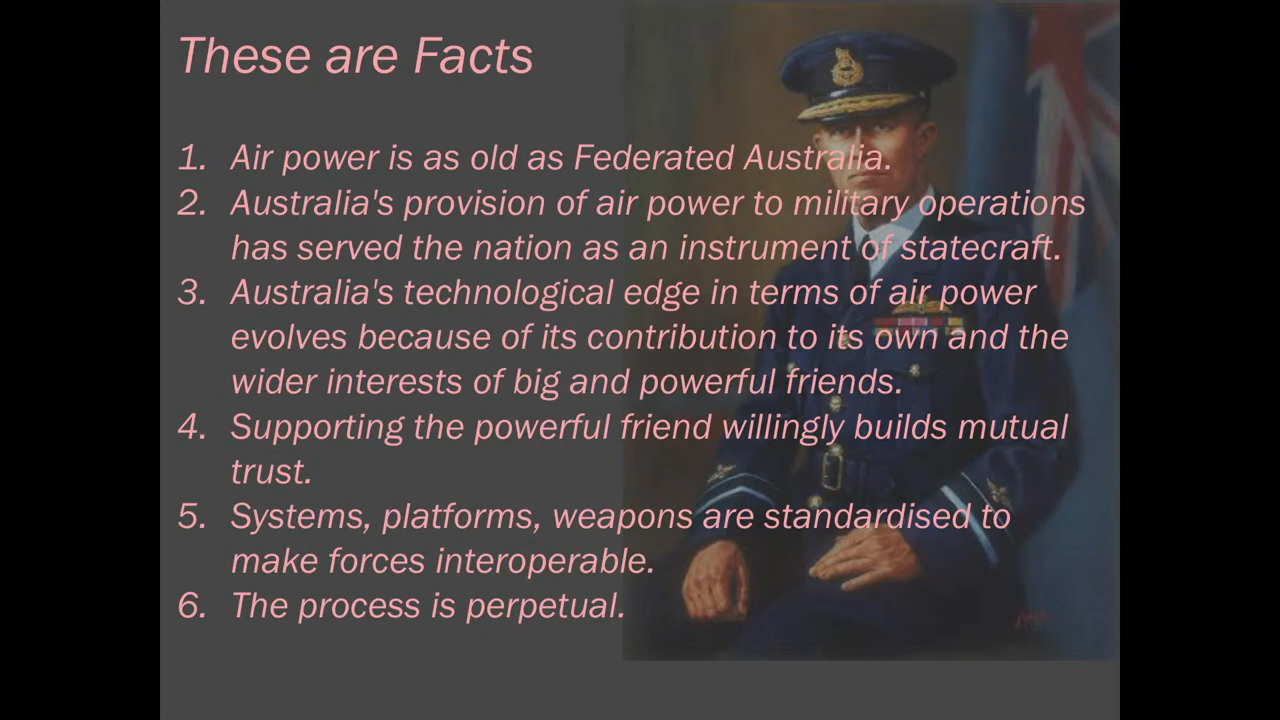 These are Facts
1. Air power is as old as Federated Australia.
2. Australia's provision of air power to military operations
has served the nation as an instrument of statecraft.
3. Australia's technological edge in terms of air power
evolves because of its contribution to its own and the
wider interests of big and powerful friends.
4. Supporting the powerful friend willingly builds mutual
trust.
5. Systems, platforms, weapons are standardised to
make forces interoperable.
6. The process is perpetual.